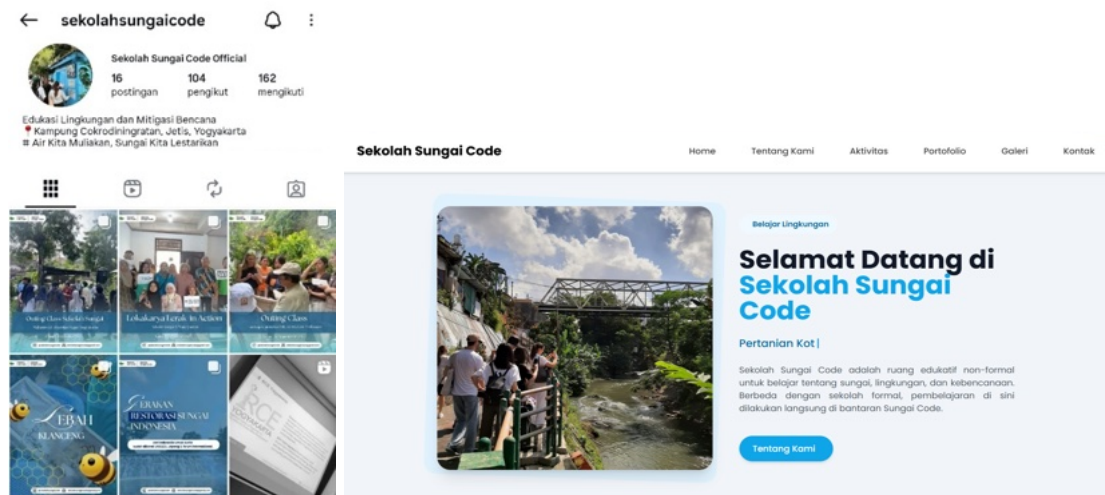 sekolahsungaicode
Sekolah Sungai Code Official
16 104 162
postingan pengikut mengikuti
Edukasi Lingkungan dan Mitigasi Bencana
Kampung Cokrodiningratan, Jetis, Yogyakarta
# Air Kita Muliakan, Sungai Kita Lestarikan
Outing Class Sekolah Sungai
Lokakarya Lerak in Action
Outing Class
LEBAH
KLANCENG
GERAKAN
RESTORASI SUNGAI
INDONESIA
RCE
YOGYAKARTA
Sekolah Sungai Code
Home Tentang Kami Aktivitas Portofolio Galeri Kontak
Belajar Lingkungan
Selamat Datang di
Sekolah Sungai
Code
Pertanian Kot
Sekolah Sungai Code adalah ruang edukatif non-formal
untuk belajar tentang sungai, lingkungan, dan kebencanaan.
Berbeda dengan sekolah formal, pembelajaran di sini
dilakukan langsung di bantaran Sungai Code.
Tentang Kami